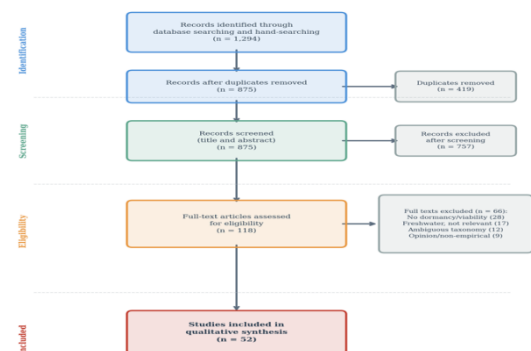 Identification
Records identified through
database searching and hand-searching
(n = 1,294)
Records after duplicates removed
(n = 875)
Duplicates removed
(n = 419)
Screening
Records screened
(title and abstract)
(n = 875)
Records excluded
after screening
(n = 757)
Eligibility
Full-text articles assessed
for eligibility
(n = 118)
Full texts excluded (n = 66):
No dormancy/viability (28)
Freshwater, not relevant (17)
Ambiguous taxonomy (12)
Opinion/non-empirical (9)
ncluded
Studies included in
qualitative synthesis
(n = 52)